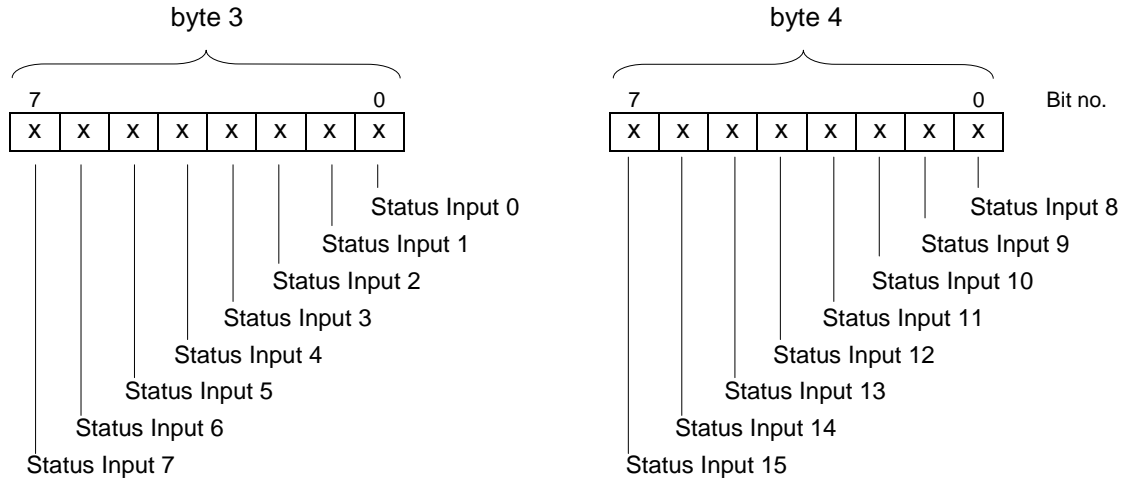 byte 3
byte 4
7 0
7 0 Bit no.
x x x x x x x x
x x x x x x x x
Status Input 0
Status Input 8
Status Input 1
Status Input 9
Status Input 2
Status Input 10
Status Input 3
Status Input 11
Status Input 4
Status Input 12
Status Input 5
Status Input 13
Status Input 6
Status Input 14
Status Input 7
Status Input 15